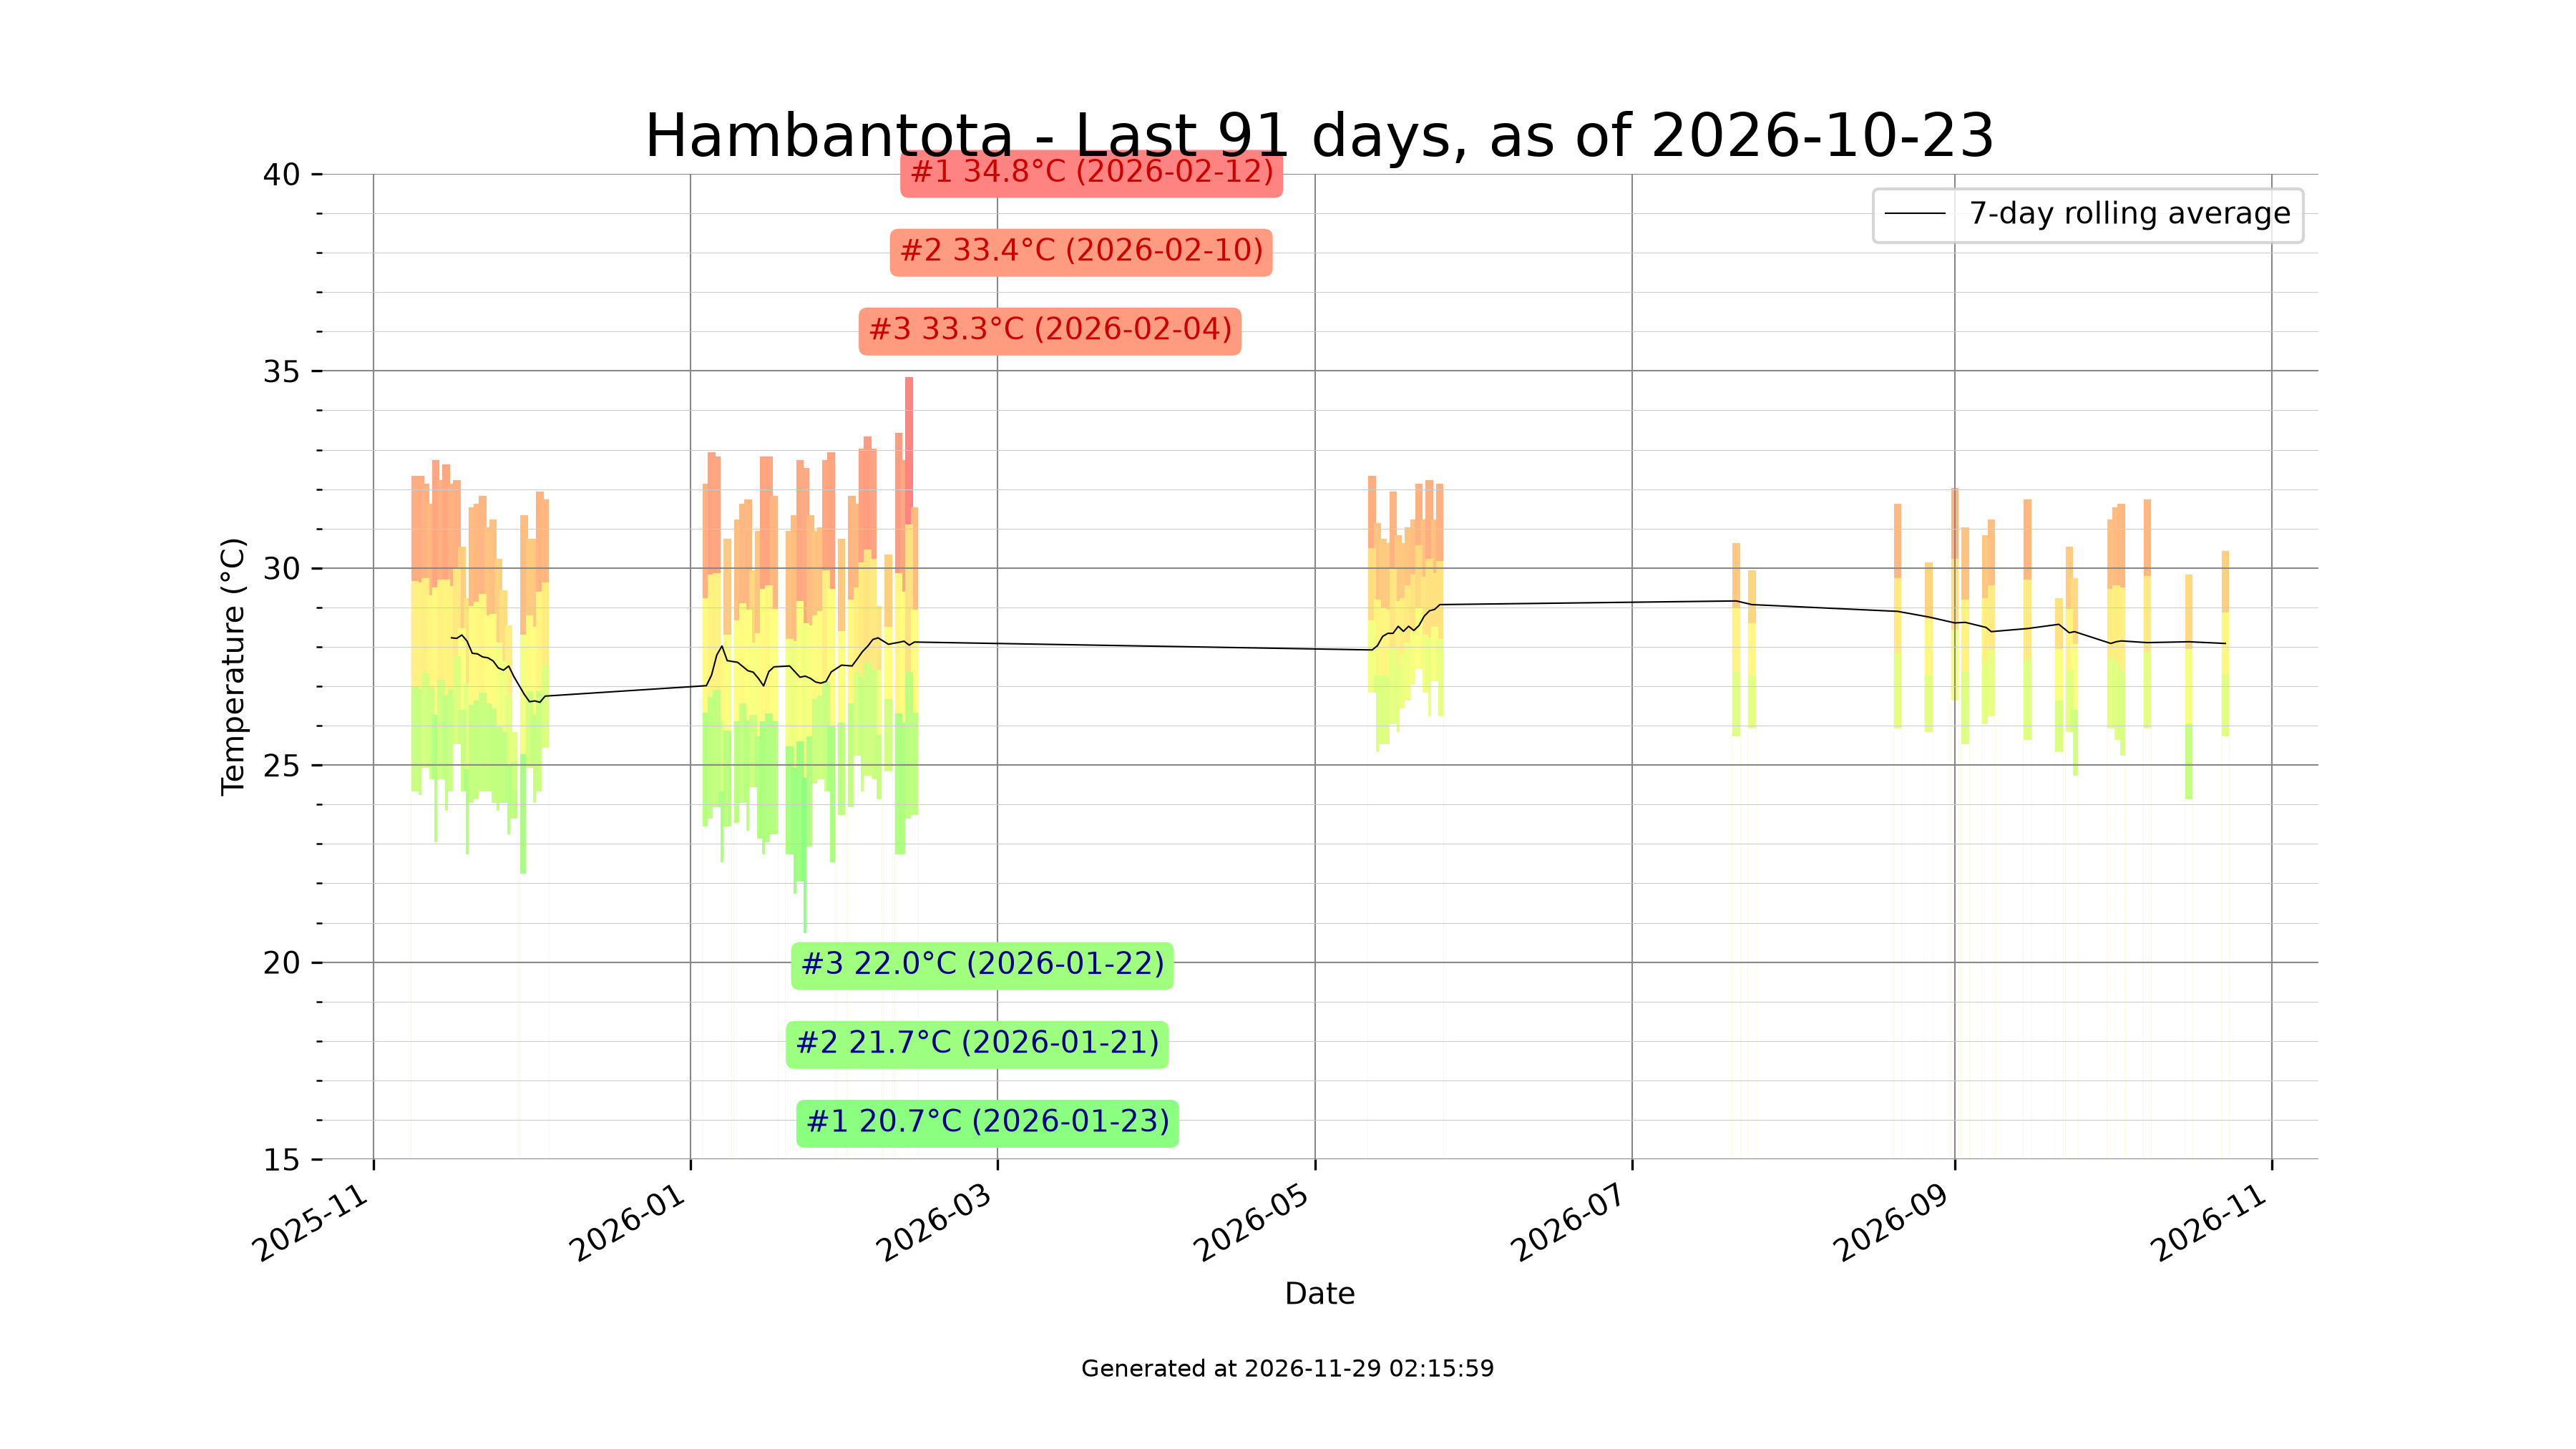 Hambantota - Last 91 days, as of 2026-10-23
#1 34.8°C (2026-02-12)
#2 33.4°C (2026-02-10)
#3 33.3°C (2026-02-04)
7-day rolling average
Temperature (°C)
40
35
30
25
20
15
#3 22.0°C (2026-01-22)
#2 21.7°C (2026-01-21)
#1 20.7°C (2026-01-23)
2025-11
2026-01
2026-03
2026-05
2026-07
2026-09
2026-11
Date
Generated at 2026-11-29 02:15:59